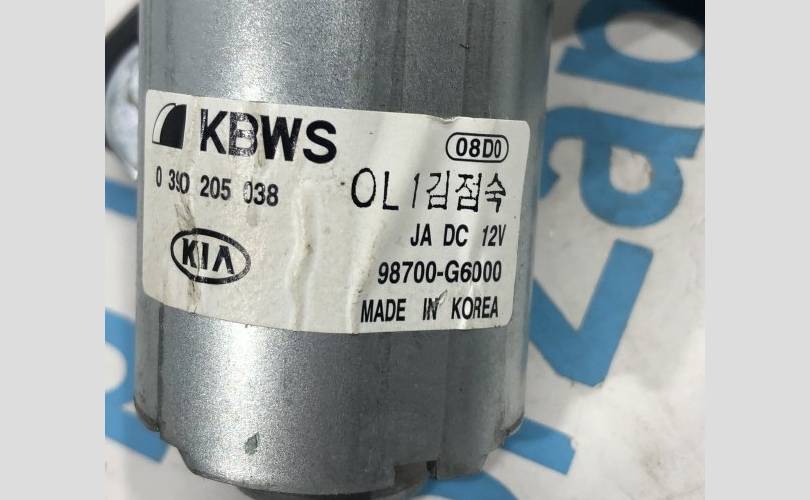 KBWS
08D0
0 390 205 038
OL1김점숙
JA DC 12V
KIA
98700-G6000
MADE IN KOREA